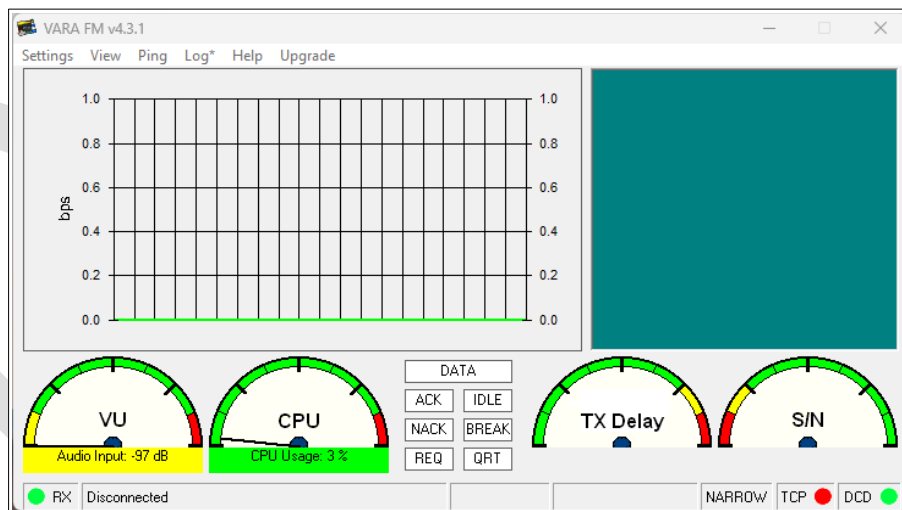 VARA FM v4.3.1
Settings View Ping Log* Help Upgrade
1.0 1.0
0.8 0.8
0.6 0.6
bps
0.4 0.4
0.2 0.2
0.0 0.0
VU
Audio Input: -97 dB
CPU
CPU Usage: 3 %
DATA
ACK IDLE
NACK BREAK
REQ QRT
TX Delay
S/N
RX Disconnected NARROW TCP DCD